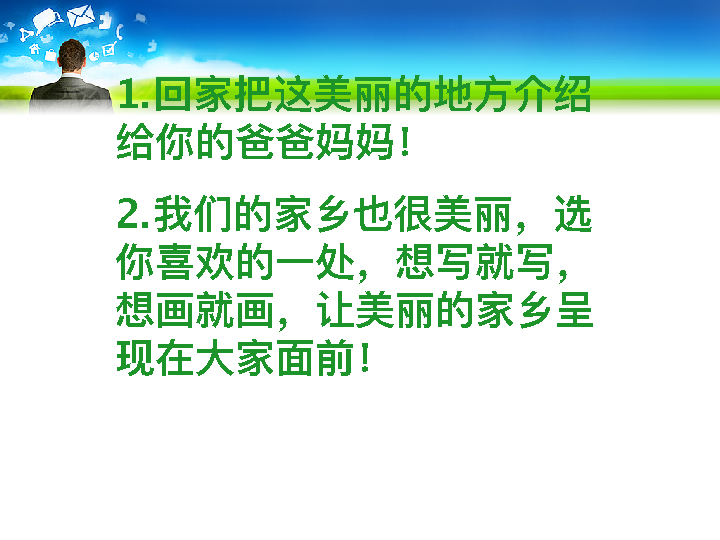 1.回家把这美丽的地方介绍
给你的爸爸妈妈！
2.我们的家乡也很美丽，选
你喜欢的一处，想写就写，
想画就画，让美丽的家乡呈
现在大家面前！